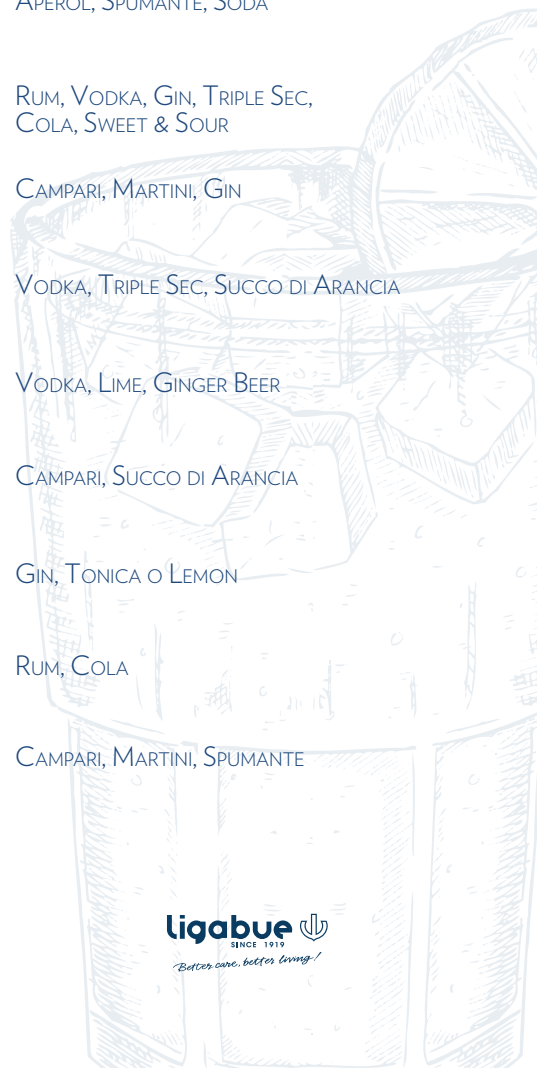 Aperol, Spumante, Soda
Rum, Vodka, Gin, Triple Sec,
Cola, Sweet & Sour
Campari, Martini, Gin
Vodka, Triple Sec, Succo di Arancia
Vodka, Lime, Ginger Beer
Campari, Succo di Arancia
Gin, Tonica o Lemon
Rum, Cola
Campari, Martini, Spumante
ligabue
SINCE 1919
Better care, better living!